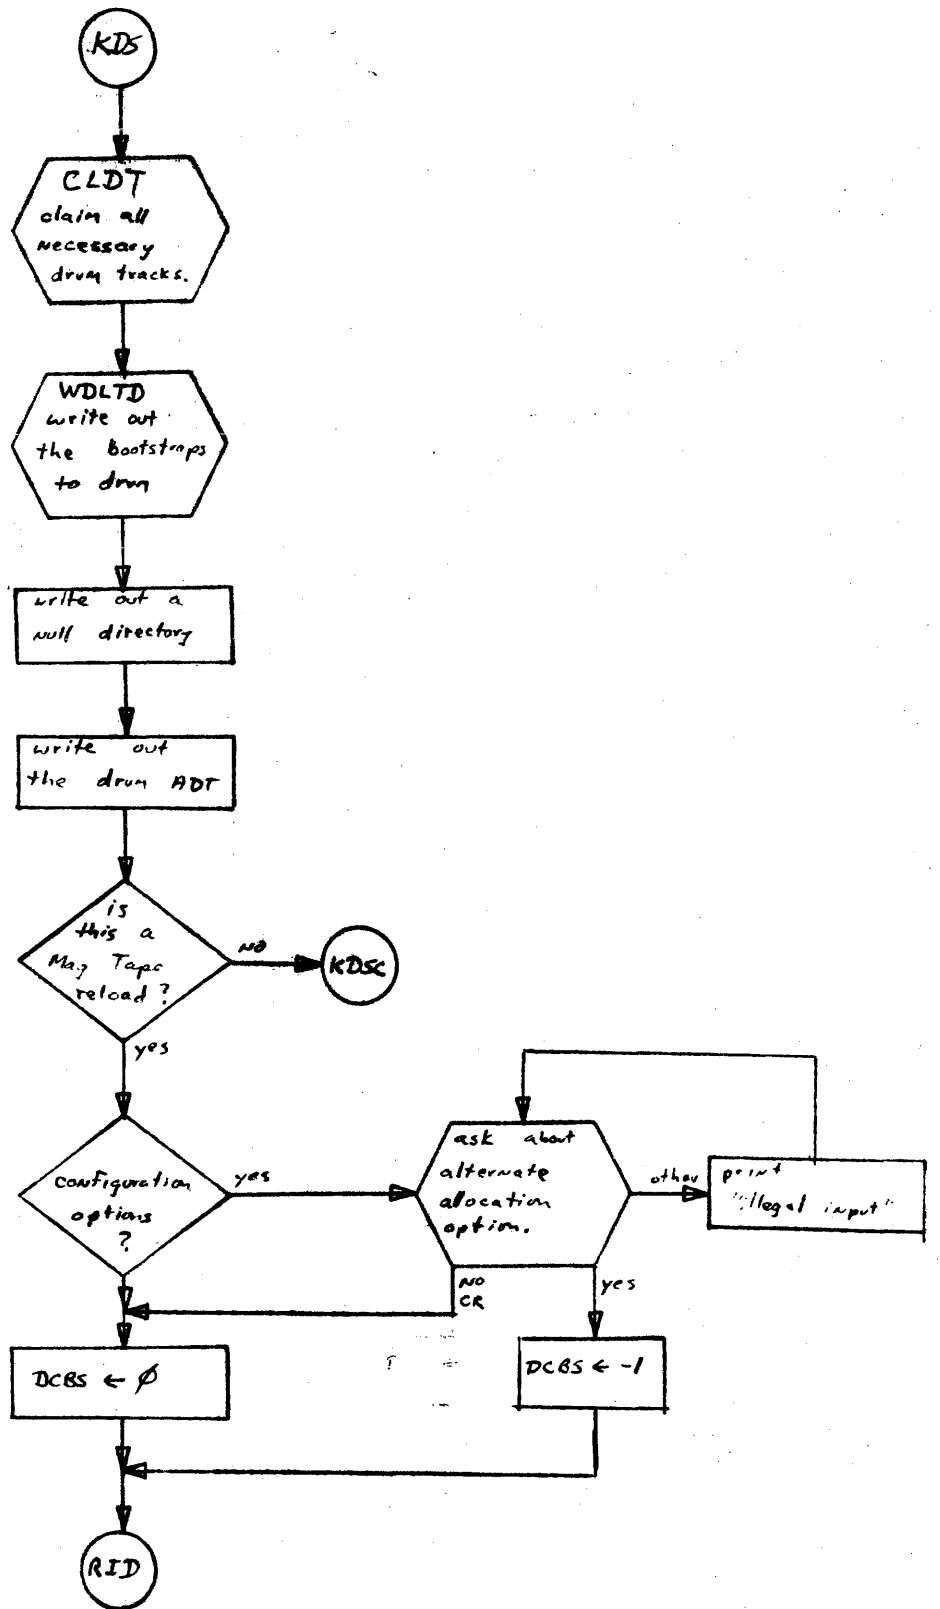 KDS
CLDT
claim all
necessary
drum tracks.
WDLTD
write out
the bootstraps
to drum
write out a
null directory
write out
the drum ADT
is
this a
Mag Tape
reload?
NO
KDSC
yes
configuration
options
?
yes
ask about
alternate
allocation
option.
other
print
"illegal input"
NO
CR
yes
DCBS ← Ø
DCBS ← -1
RID